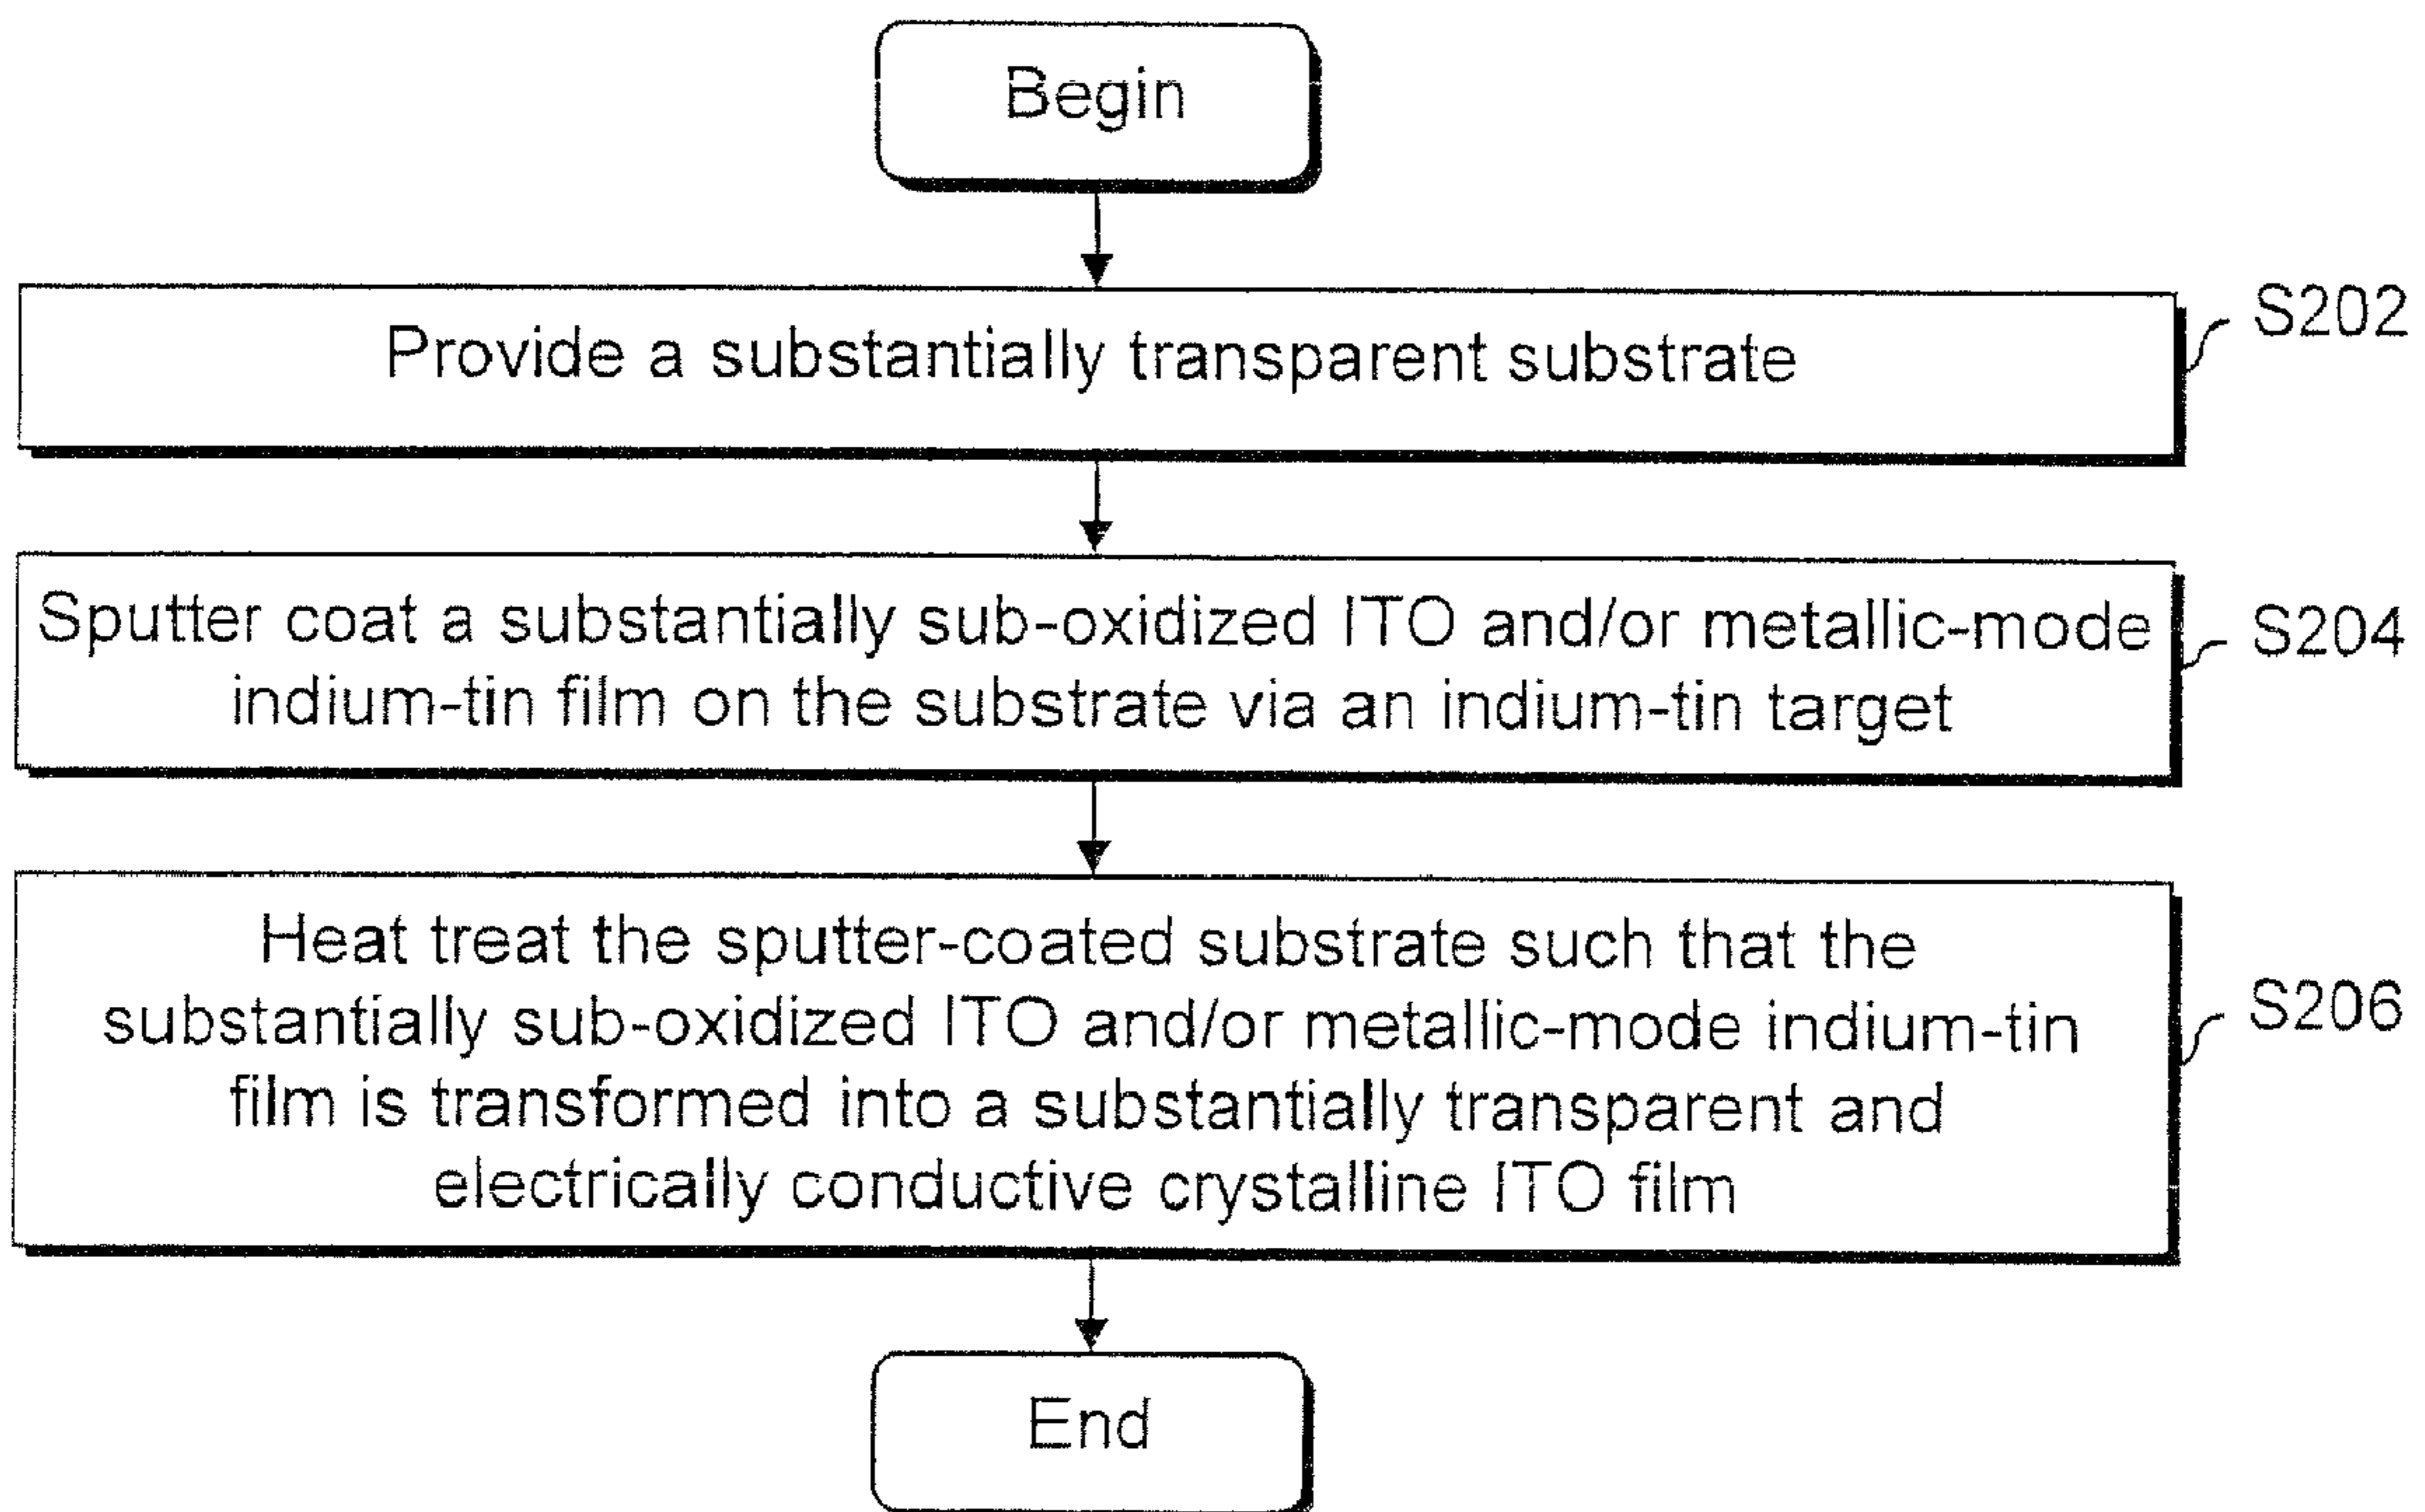 Begin
Provide a substantially transparent substrate
S202
Sputter coat a substantially sub-oxidized ITO and/or metallic-mode
indium-tin film on the substrate via an indium-tin target
S204
Heat treat the sputter-coated substrate such that the
substantially sub-oxidized ITO and/or metallic-mode indium-tin
film is transformed into a substantially transparent and
electrically conductive crystalline ITO film
S206
End